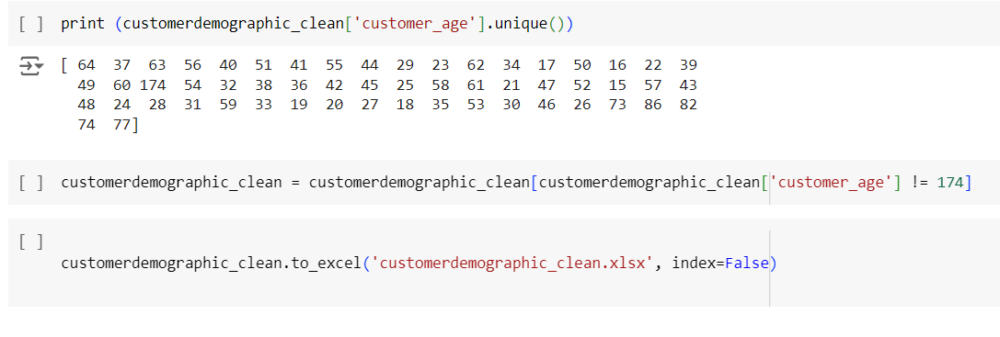 [ ] print (customerdemographic_clean['customer_age'].unique())
[ 64 37 63 56 40 51 41 55 44 29 23 62 34 17 50 16 22 39
49 60 174 54 32 38 36 42 45 25 58 61 21 47 52 15 57 43
48 24 28 31 59 33 19 20 27 18 35 53 30 46 26 73 86 82
74 77]
[ ] customerdemographic_clean = customerdemographic_clean[customerdemographic_clean['customer_age'] != 174]
[ ]
customerdemographic_clean.to_excel('customerdemographic_clean.xlsx', index=False)